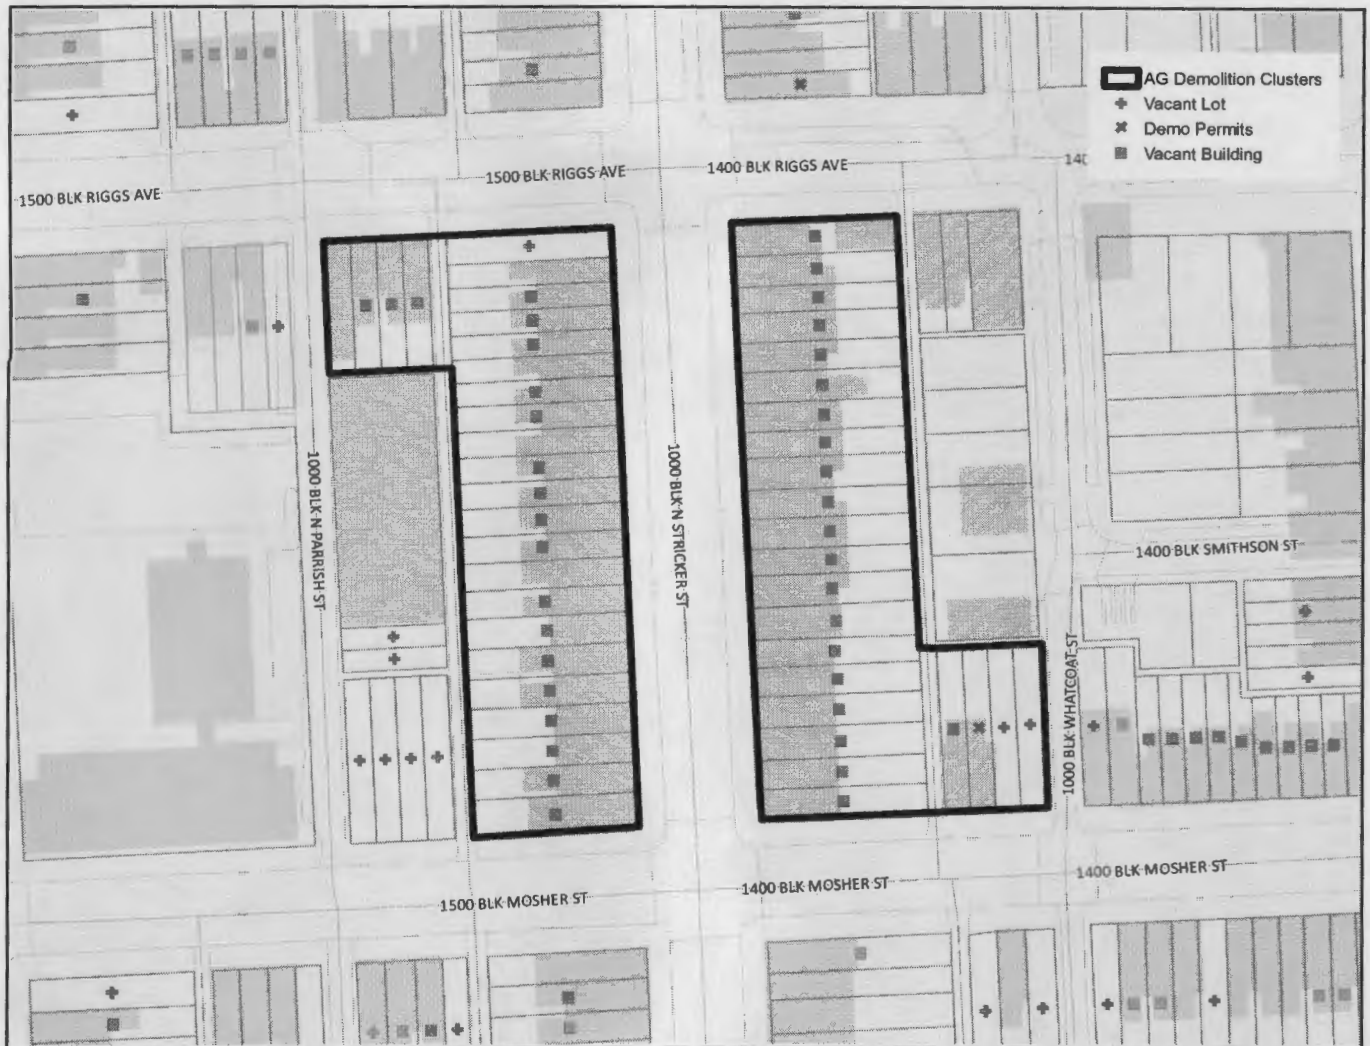 AG Demolition Clusters
Vacant Lot
Demo Permits
Vacant Building
1500 BLK RIGGS AVE
1500 BLK RIGGS AVE
1400 BLK RIGGS AVE
14
1000 BLK N PARRISH ST
1000 BLK N STRICKER ST
1400 BLK SMITHSON ST
1000 BLK WHATCOAT ST
1500 BLK MOSHER ST
1400 BLK MOSHER ST
1400 BLK MOSHER ST